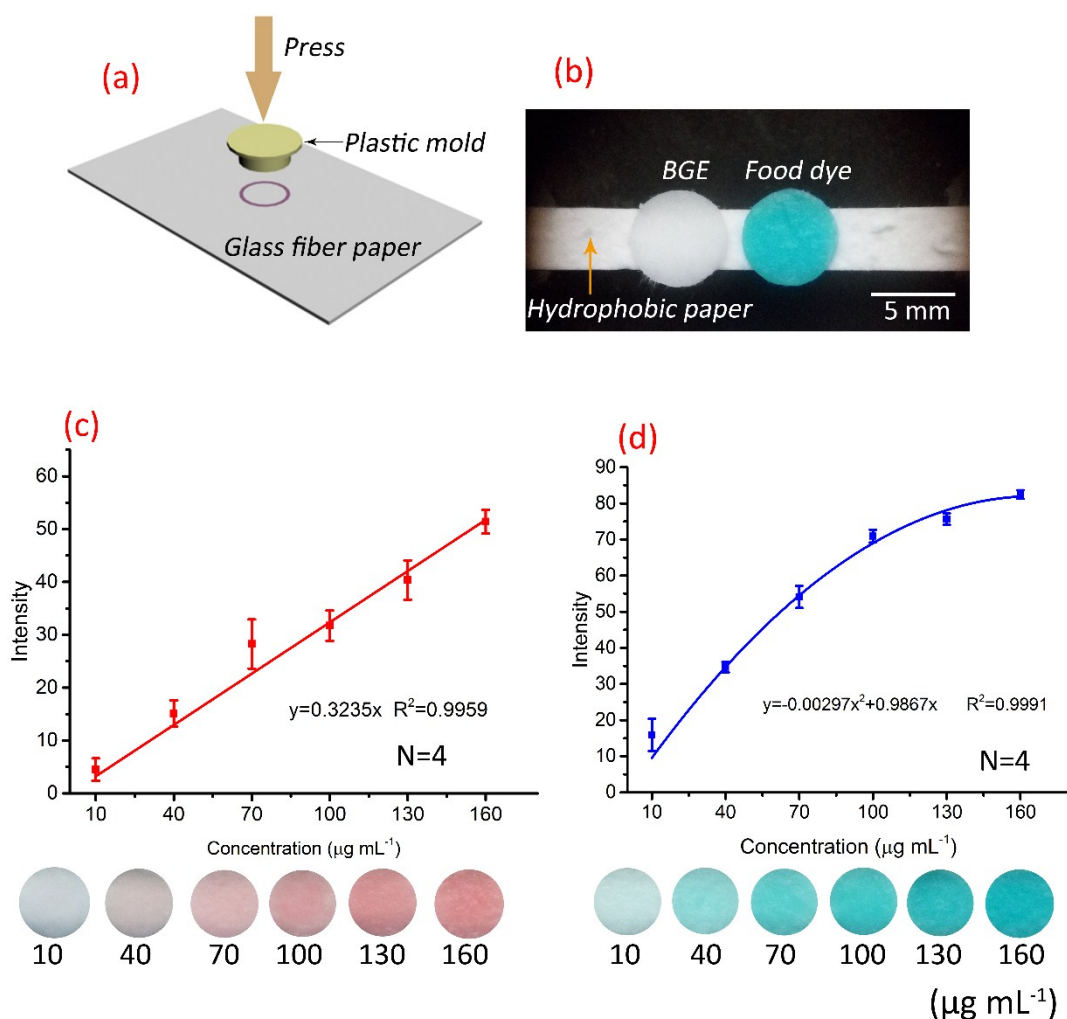 (a)
Press
Plastic mold
Glass fiber paper
(b)
BGE Food dye
Hydrophobic paper
5 mm
(c)
Intensity
60
50
40
30
20
10
0
y=0.3235x R²=0.9959
N=4
10 40 70 100 130 160
Concentration (μg mL⁻¹)
10 40 70 100 130 160
(d)
Intensity
90
80
70
60
50
40
30
20
10
0
y=-0.00297x²+0.9867x R²=0.9991
N=4
10 40 70 100 130 160
Concentration (μg mL⁻¹)
10 40 70 100 130 160
(μg mL⁻¹)